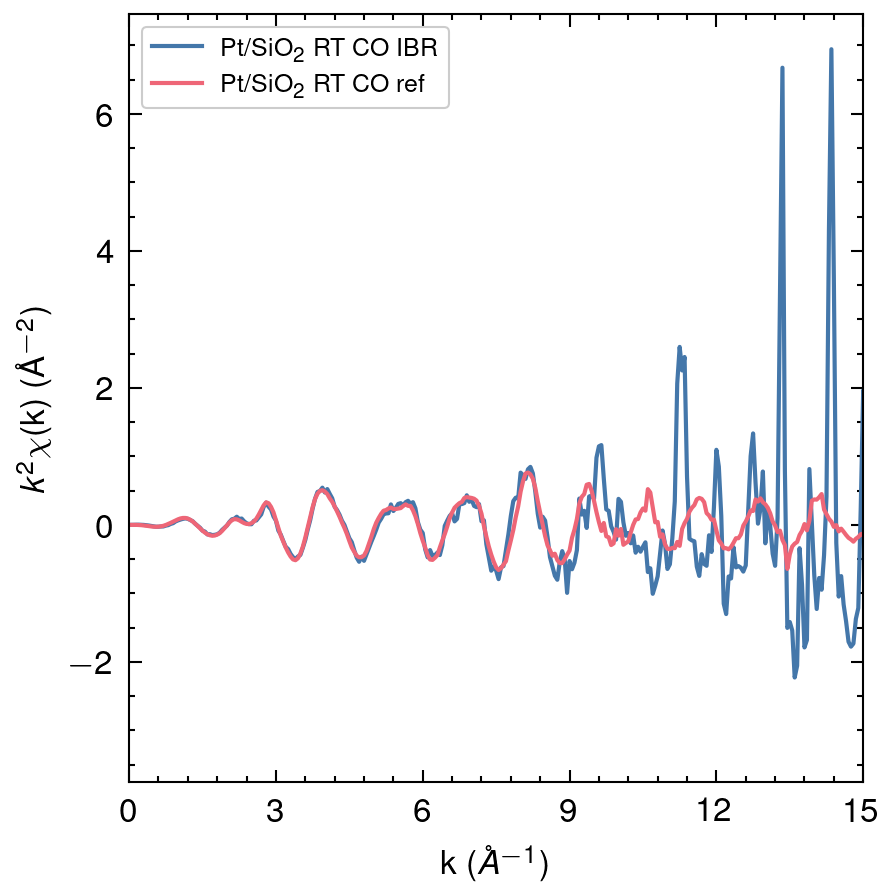 Pt/SiO₂ RT CO IBR
Pt/SiO₂ RT CO ref
6
4
2
0
−2
k²χ(k) (Å⁻²)
0 3 6 9 12 15
k (Å⁻¹)